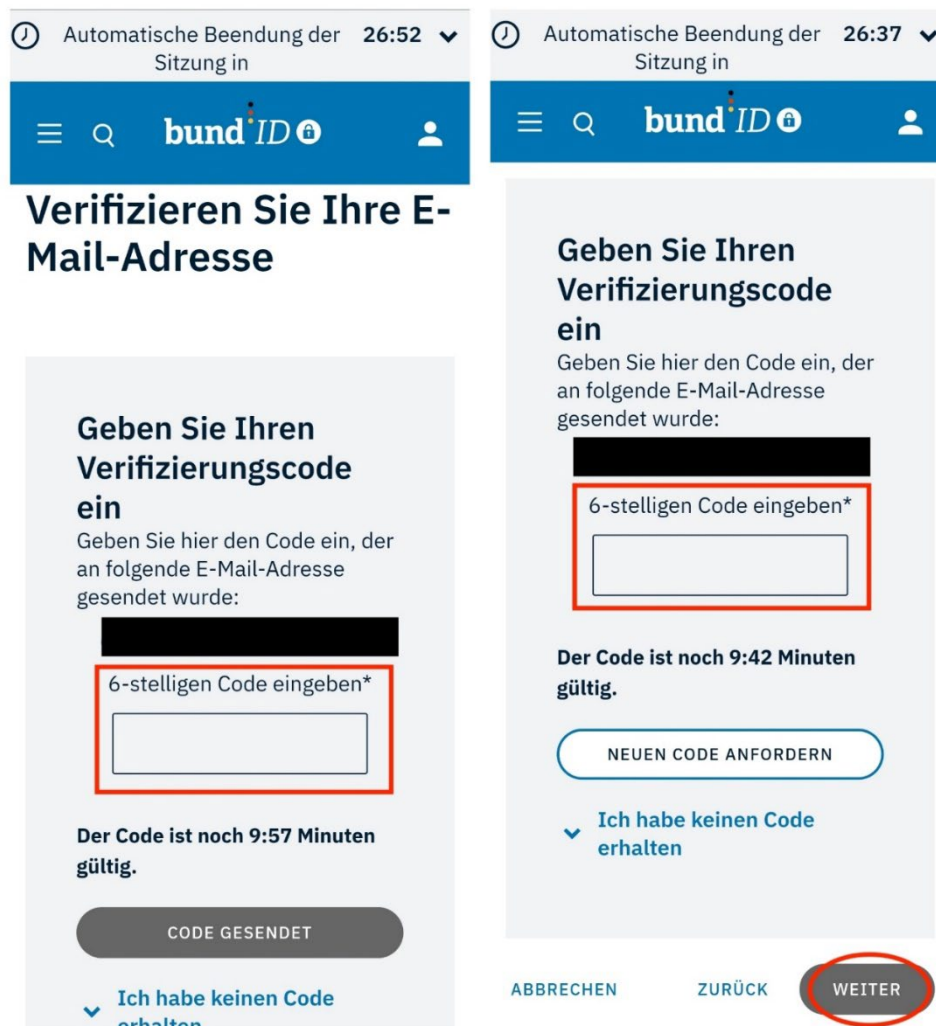 Automatische Beendung der 26:52
Sitzung in
bundID
Verifizieren Sie Ihre E-
Mail-Adresse
Geben Sie Ihren
Verifizierungscode
ein
Geben Sie hier den Code ein, der
an folgende E-Mail-Adresse
gesendet wurde:
6-stelligen Code eingeben*
Der Code ist noch 9:57 Minuten
gültig.
CODE GESENDET
Ich habe keinen Code
erhalten
Automatische Beendung der 26:37
Sitzung in
bundID
Geben Sie Ihren
Verifizierungscode
ein
Geben Sie hier den Code ein, der
an folgende E-Mail-Adresse
gesendet wurde:
6-stelligen Code eingeben*
Der Code ist noch 9:42 Minuten
gültig.
NEUEN CODE ANFORDERN
Ich habe keinen Code
erhalten
ABBRECHEN ZURÜCK WEITER